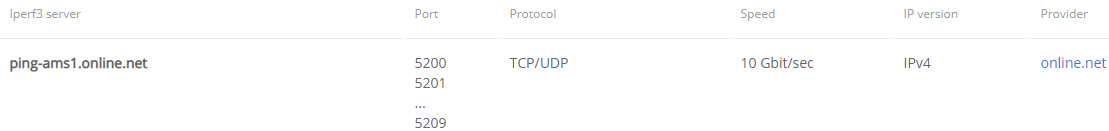 Iperf3 server Port Protocol Speed IP version Provider
ping-ams1.online.net 5200 TCP/UDP 10 Gbit/sec IPv4 online.net
5201
...
5209